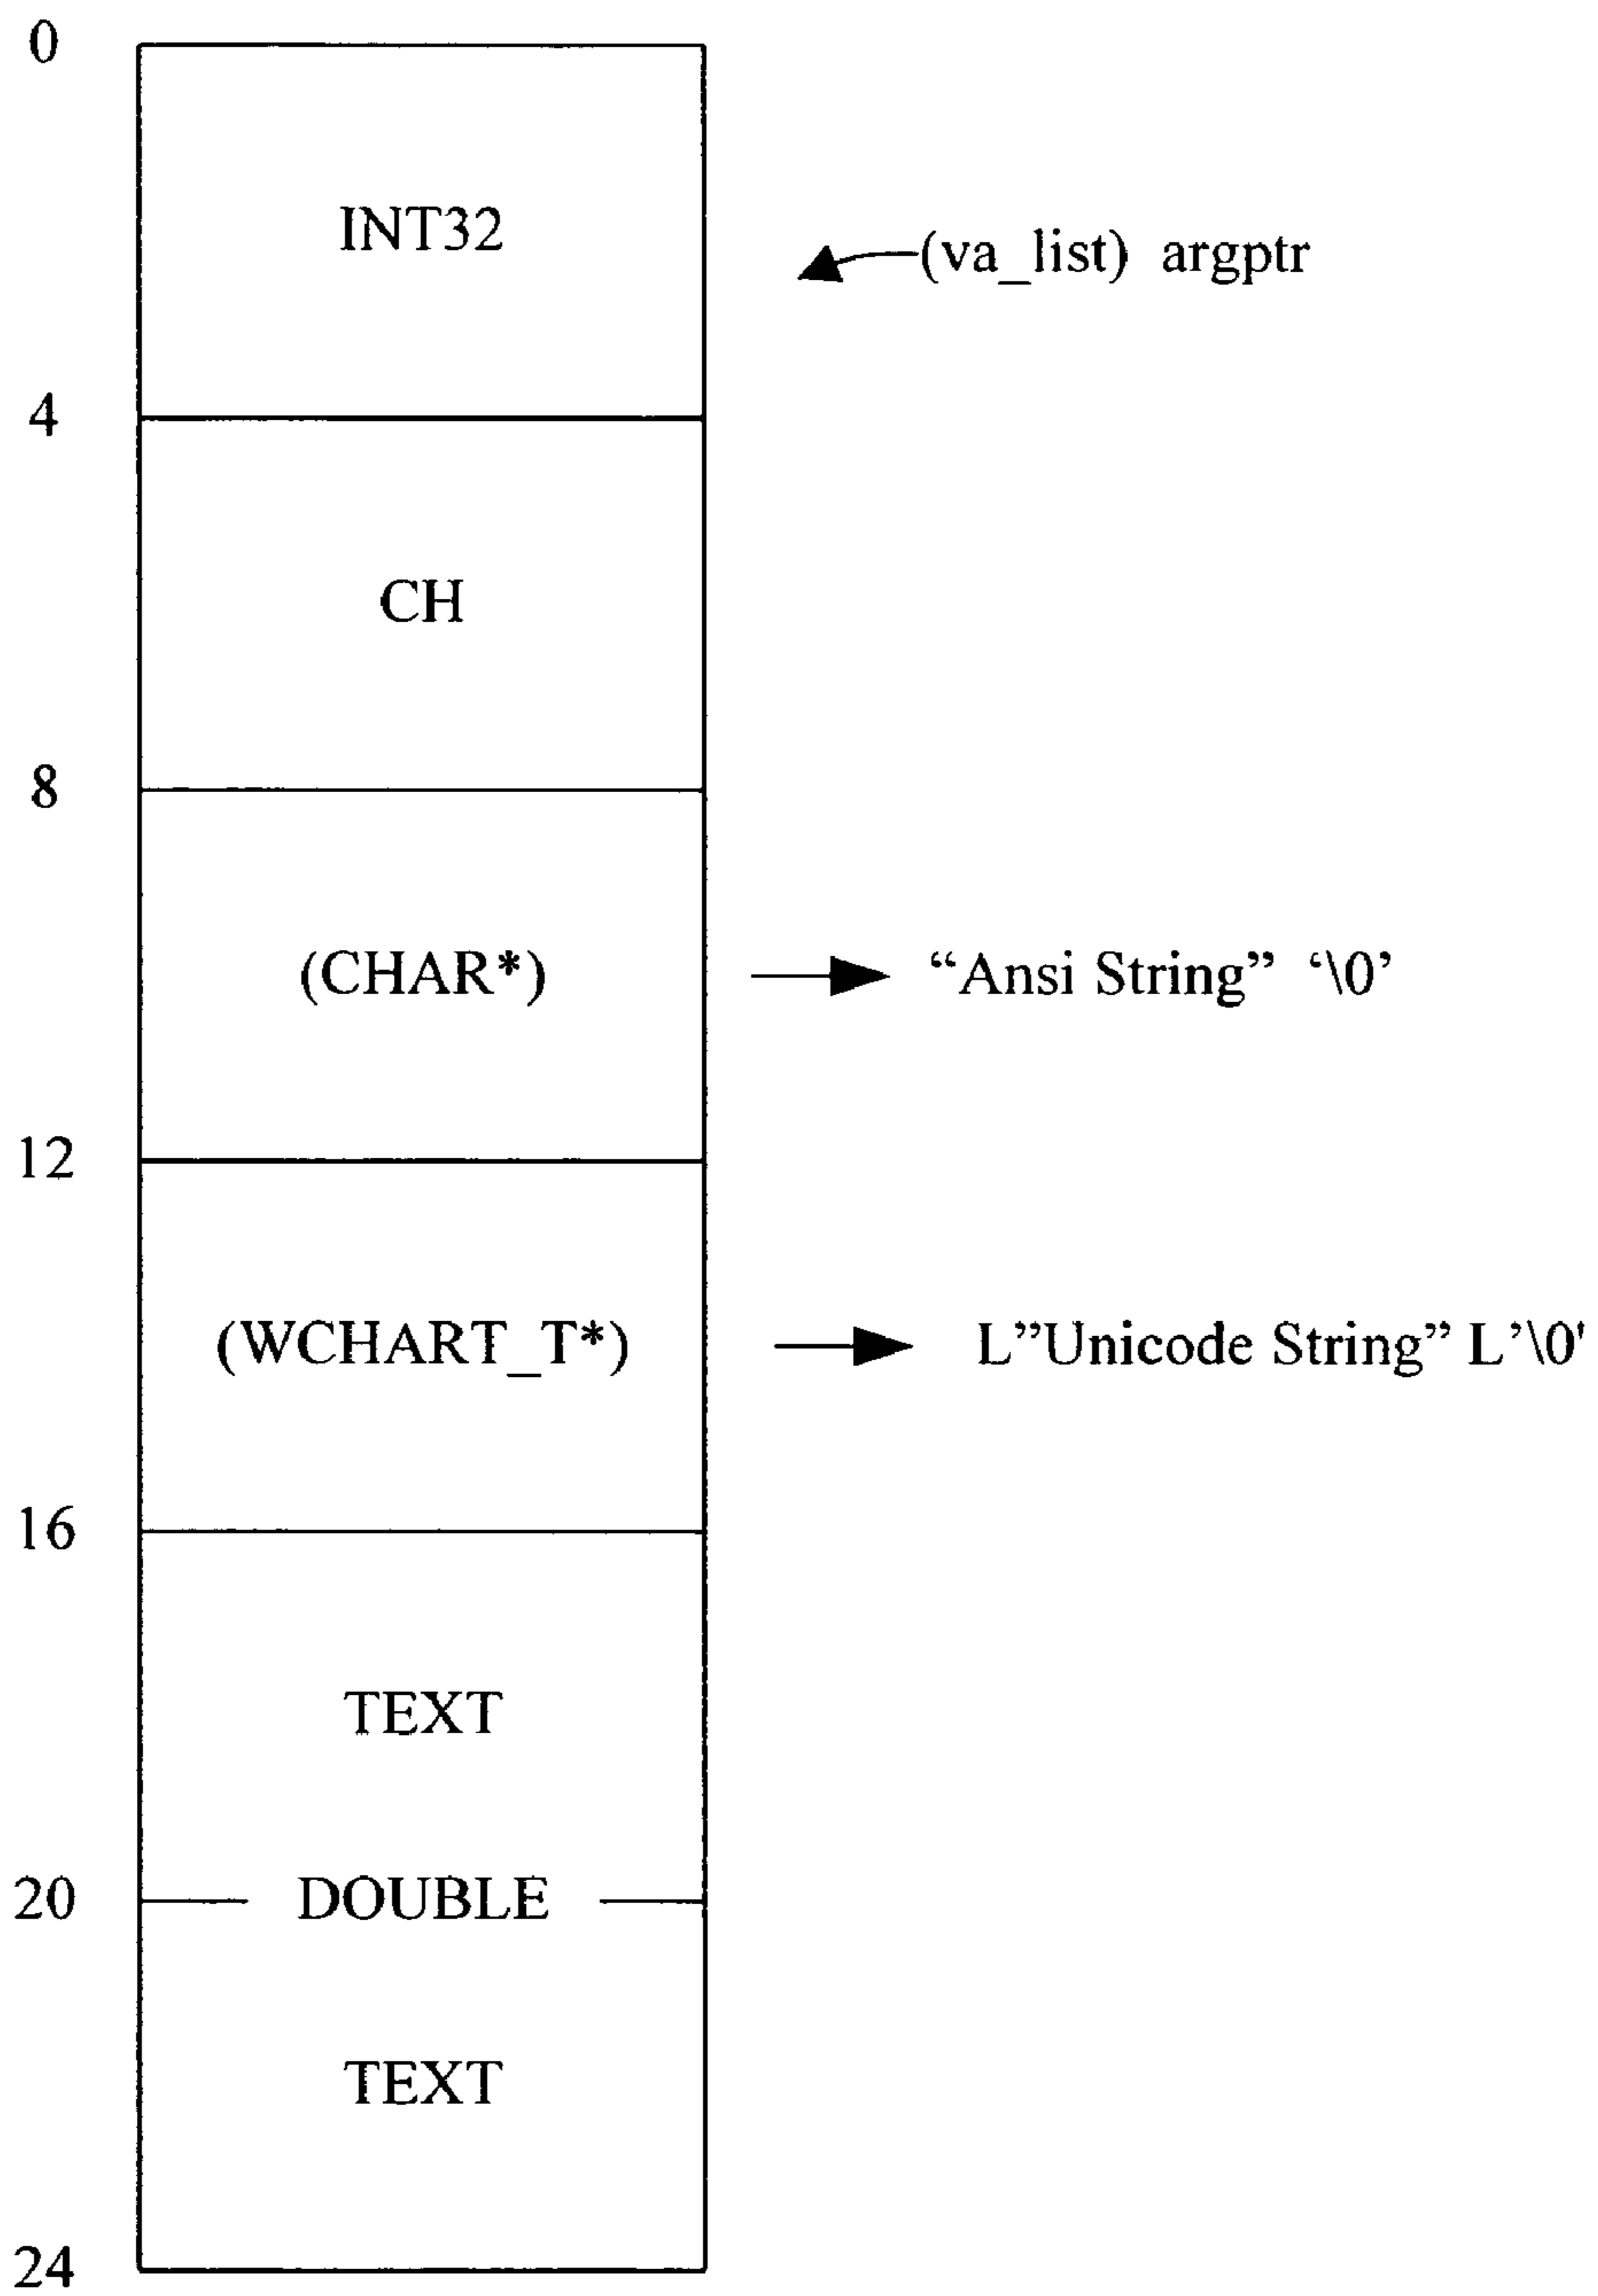 0
INT32
(va_list) argptr
4
CH
8
(CHAR*)
“Ansi String” ‘\0’
12
(WCHART_T*)
L”Unicode String” L’\0'
16
TEXT
20
DOUBLE
TEXT
24